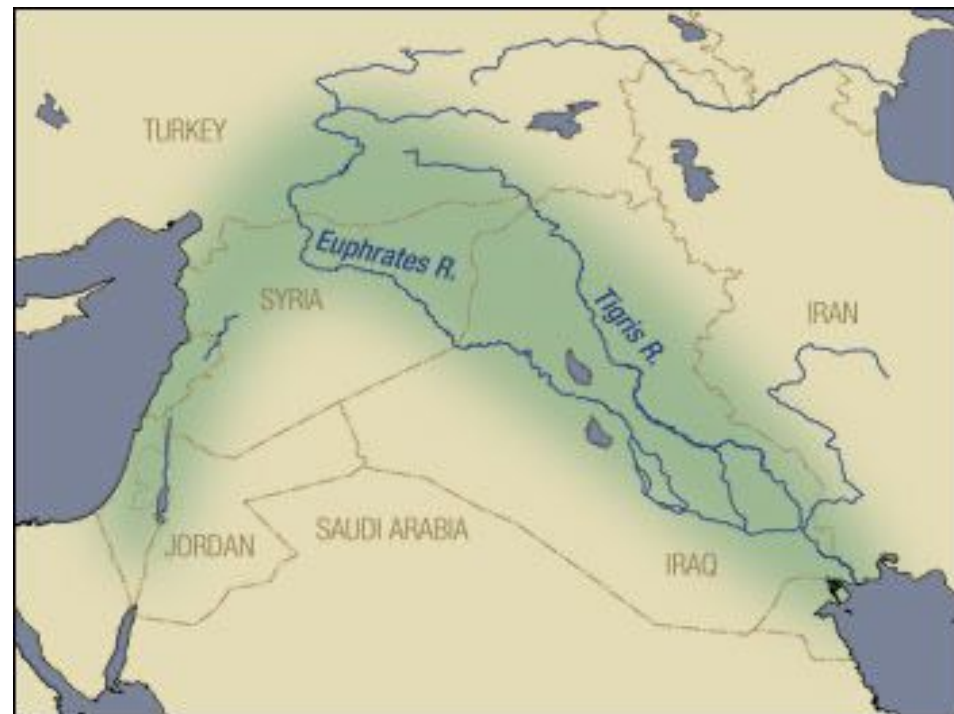 TURKEY
Euphrates R.
SYRIA
Tigris R.
IRAN
SAUDI ARABIA
JORDAN
IRAQ